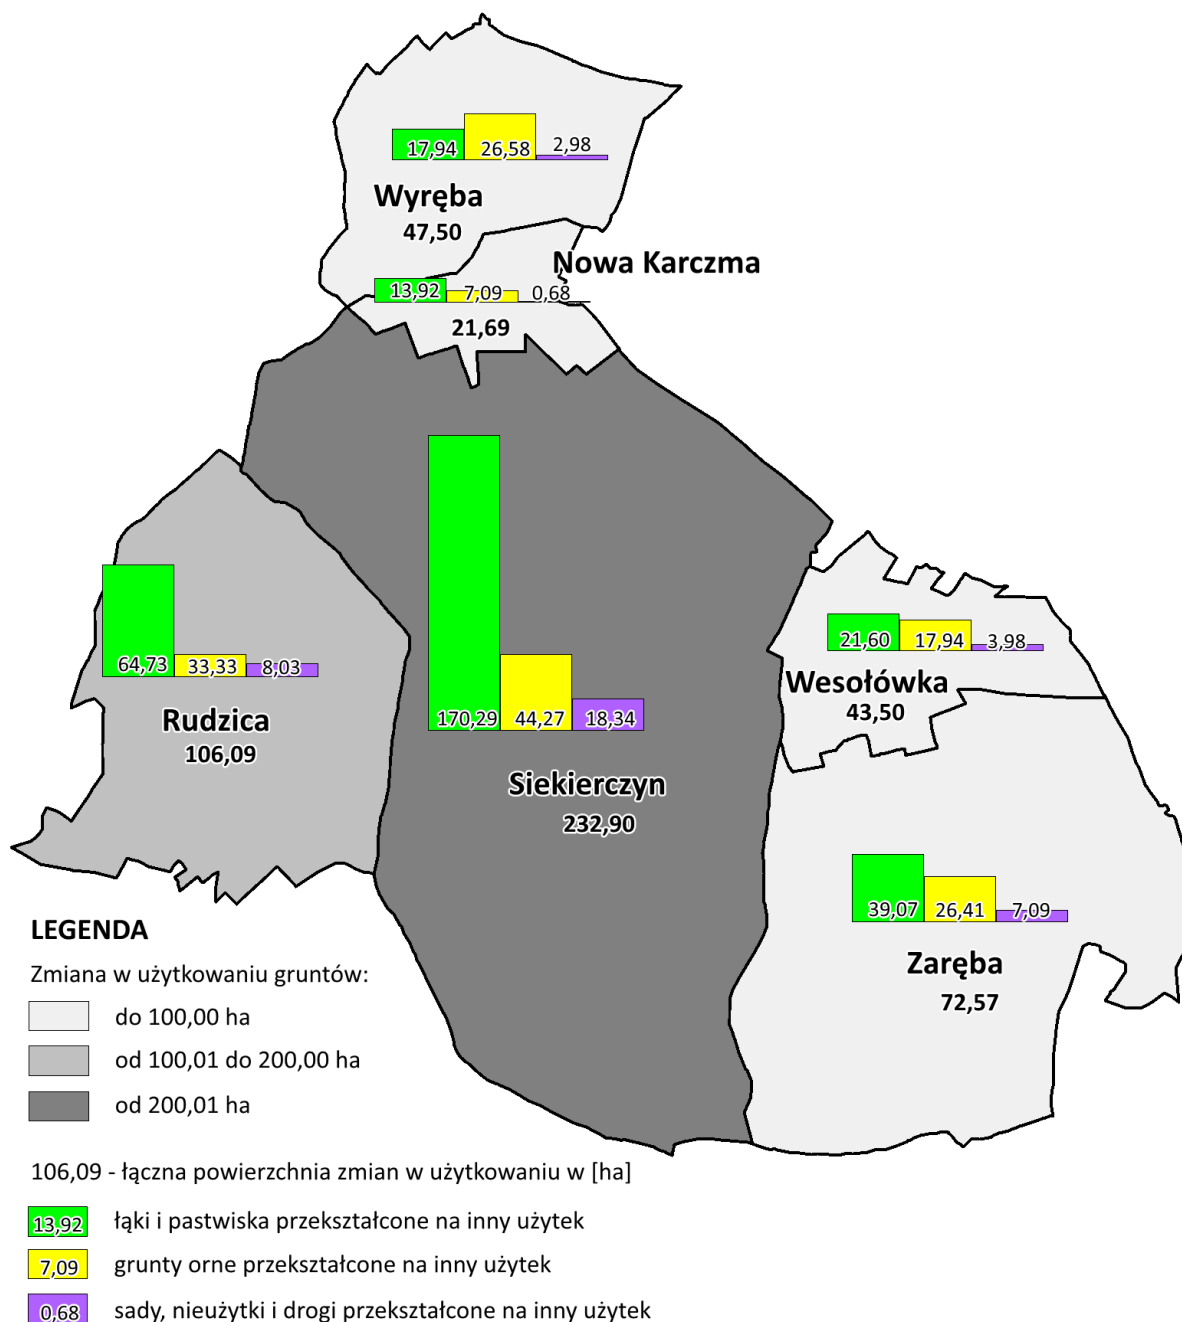 17,94 26,58 2,98
Wyręba
47,50
Nowa Karczma
13,92 7,09 0,68
21,69
64,73 33,33 8,03
Rudzica
106,09
170,29 44,27 18,34
Siekierczyn
232,90
21,60 17,94 3,98
Wesołówka
43,50
39,07 26,41 7,09
Zaręba
72,57
LEGENDA
Zmiana w użytkowaniu gruntów:
do 100,00 ha
od 100,01 do 200,00 ha
od 200,01 ha
106,09 - łączna powierzchnia zmian w użytkowaniu w [ha]
13,92 łąki i pastwiska przekształcone na inny użytek
7,09 grunty orne przekształcone na inny użytek
0,68 sady, nieużytki i drogi przekształcone na inny użytek